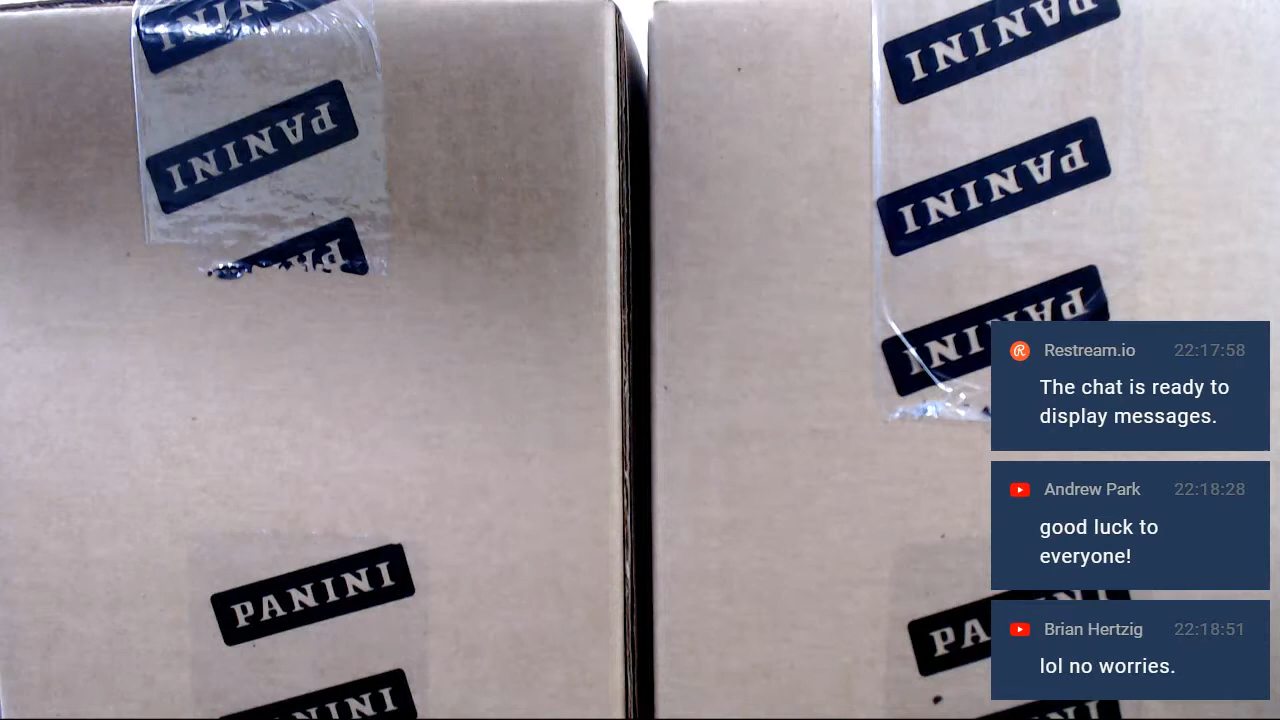 PANINI
PANINI
PANINI
PANINI
PANINI
PANINI
PA
Restream.io 22:17:58
The chat is ready to
display messages.
Andrew Park 22:18:28
good luck to
everyone!
Brian Hertzig 22:18:51
lol no worries.